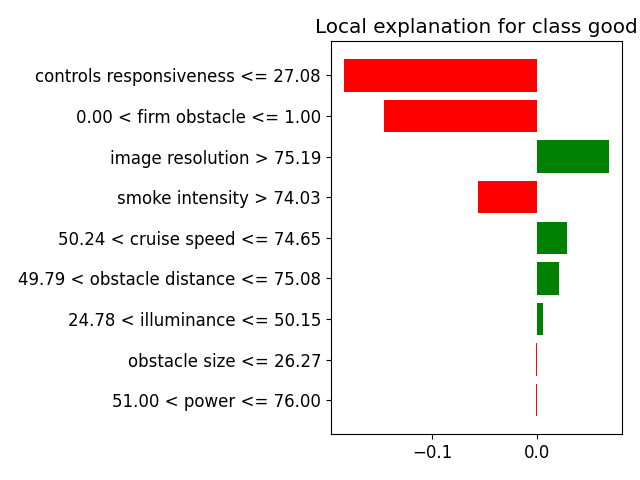 Local explanation for class good
controls responsiveness <= 27.08
0.00 < firm obstacle <= 1.00
image resolution > 75.19
smoke intensity > 74.03
50.24 < cruise speed <= 74.65
49.79 < obstacle distance <= 75.08
24.78 < illuminance <= 50.15
obstacle size <= 26.27
51.00 < power <= 76.00
−0.1 0.0